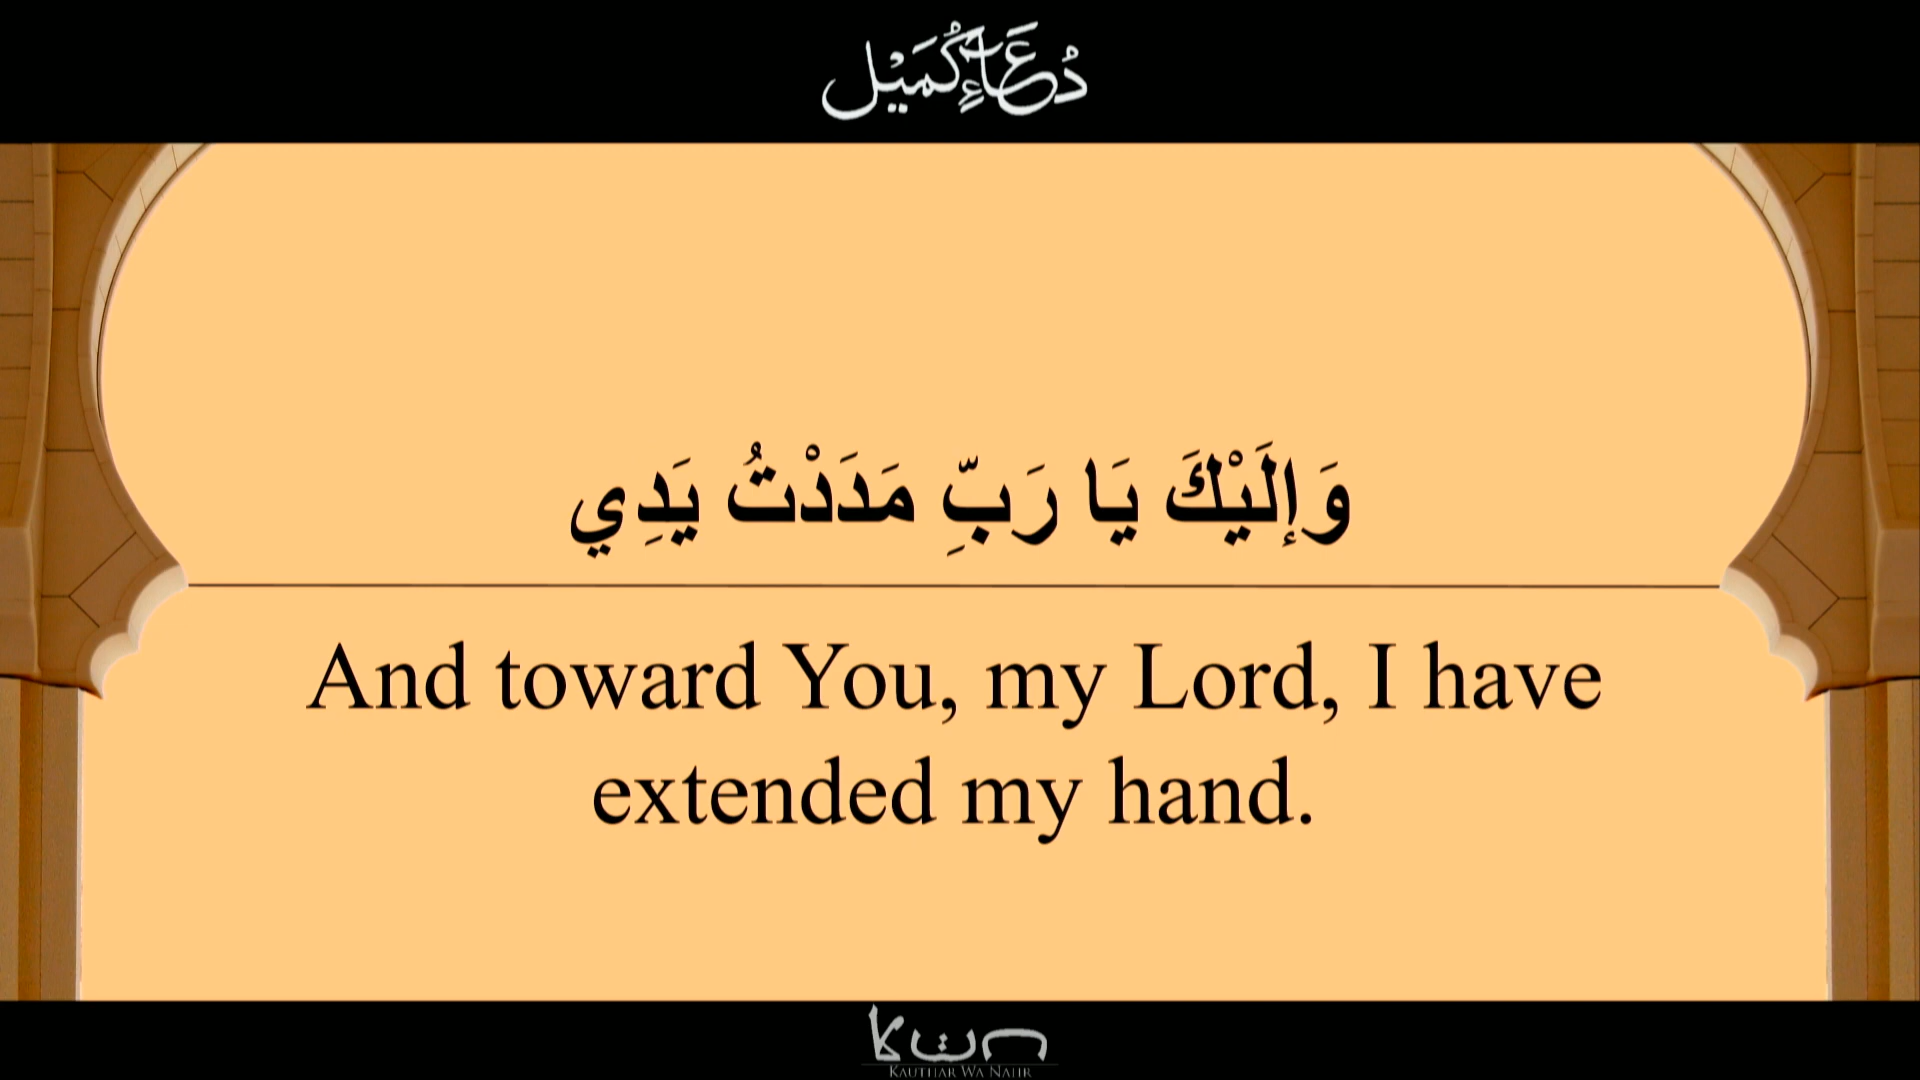 دُعَاءِ كُمَيْل
وَإِلَيْكَ يَا رَبِّ مَدَدْتُ يَدِي
And toward You, my Lord, I have
extended my hand.
kwn
KAUTHAR WA NAHR